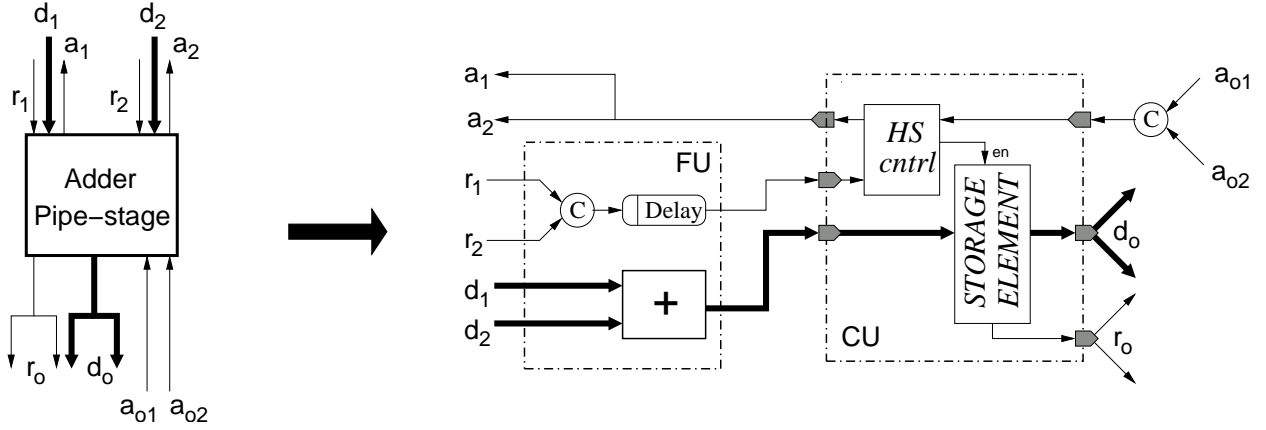 d1
d2
a1
a2
r1
r2
Adder
Pipe−stage
ro
do
ao1
ao2
a1
a2
FU
r1
r2
C
Delay
d1
d2
+
HS
cntrl
en
STORAGE
ELEMENT
CU
C
ao1
ao2
do
ro